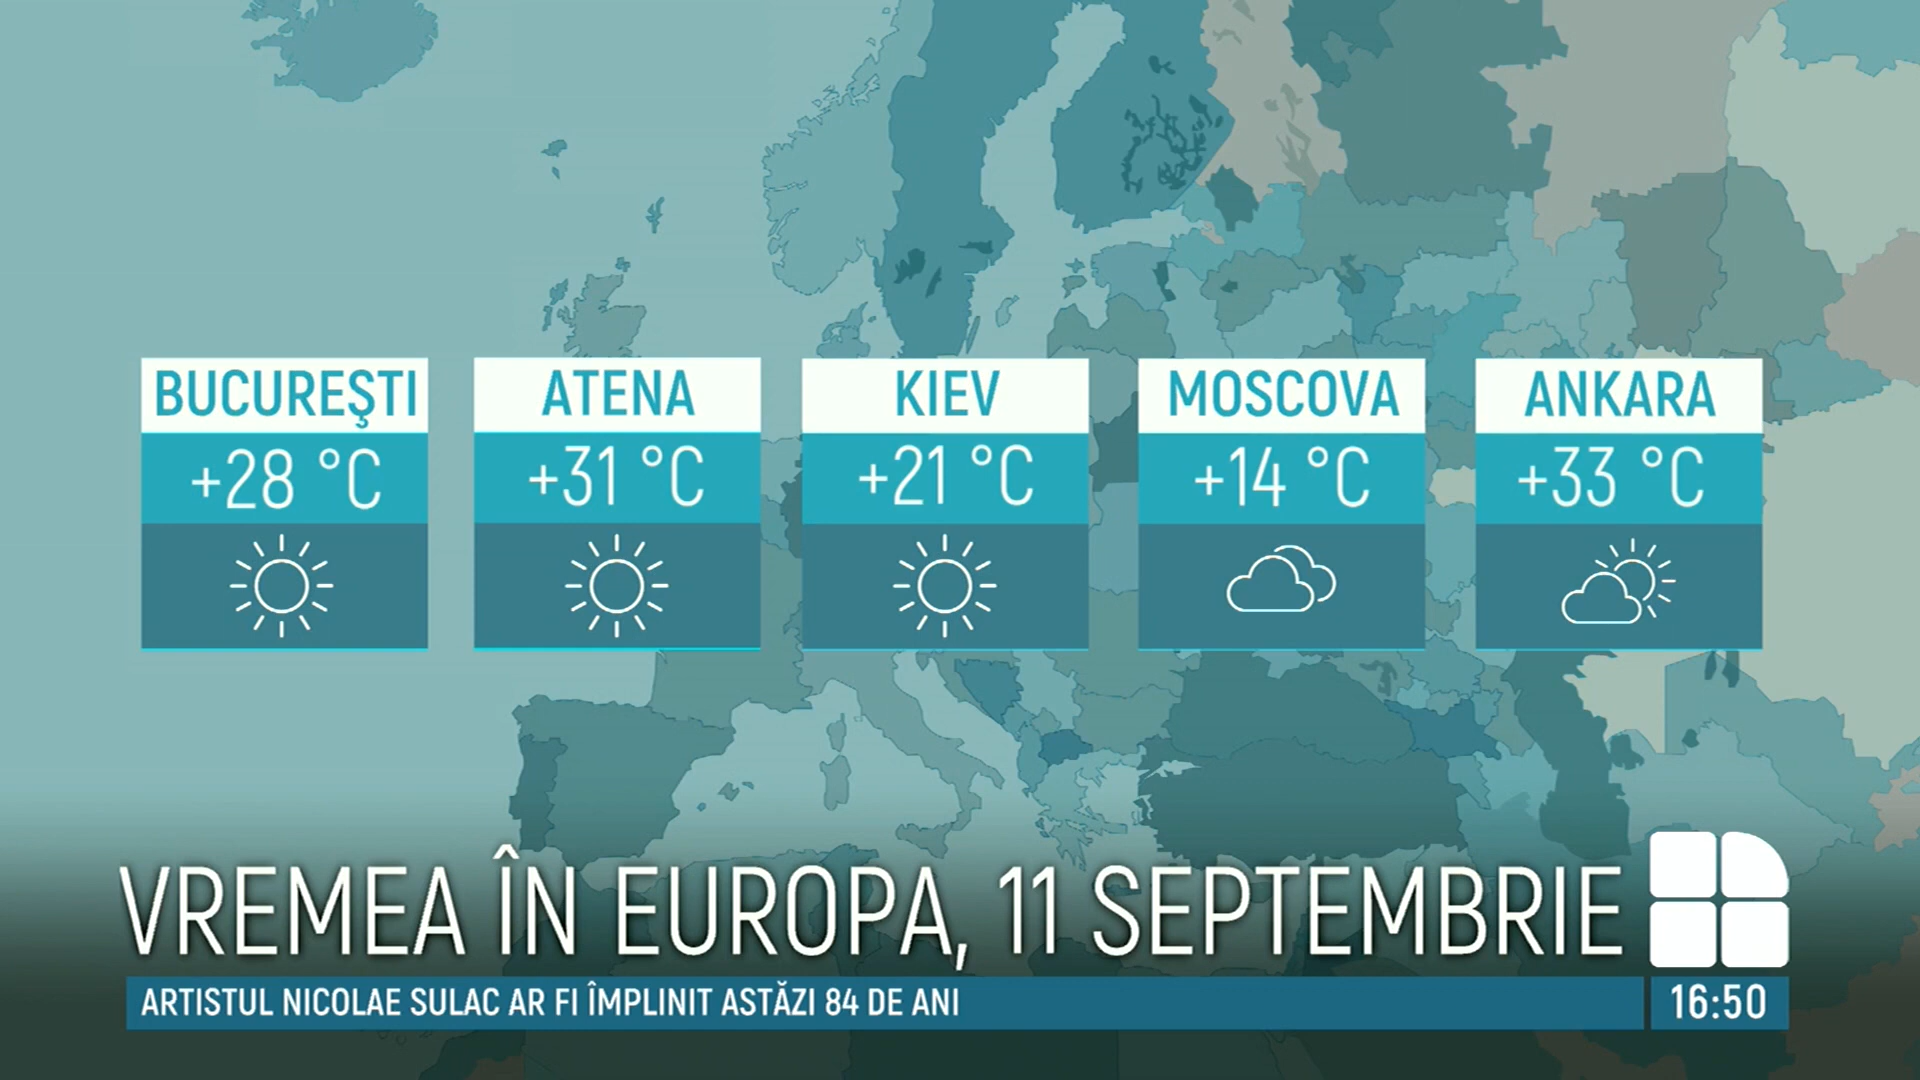 BUCUREŞTI
+28 °C
ATENA
+31 °C
KIEV
+21 °C
MOSCOVA
+14 °C
ANKARA
+33 °C
VREMEA ÎN EUROPA, 11 SEPTEMBRIE
ARTISTUL NICOLAE SULAC AR FI ÎMPLINIT ASTĂZI 84 DE ANI
16:50